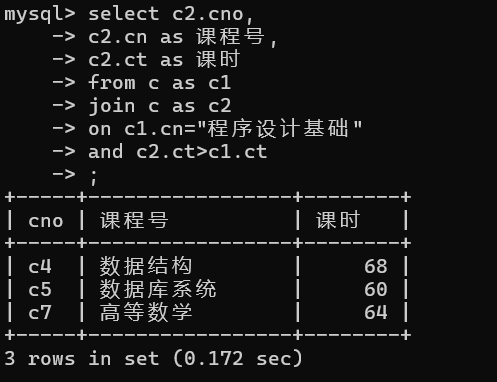 mysql> select c2.cno,
    -> c2.cn as 课程号,
    -> c2.ct as 课时
    -> from c as c1
    -> join c as c2
    -> on c1.cn="程序设计基础"
    -> and c2.ct>c1.ct
    -> ;
+-----+-----------------+--------+
| cno | 课程号          | 课时   |
+-----+-----------------+--------+
| c4  | 数据结构        |     68 |
| c5  | 数据库系统      |     60 |
| c7  | 高等数学        |     64 |
+-----+-----------------+--------+
3 rows in set (0.172 sec)